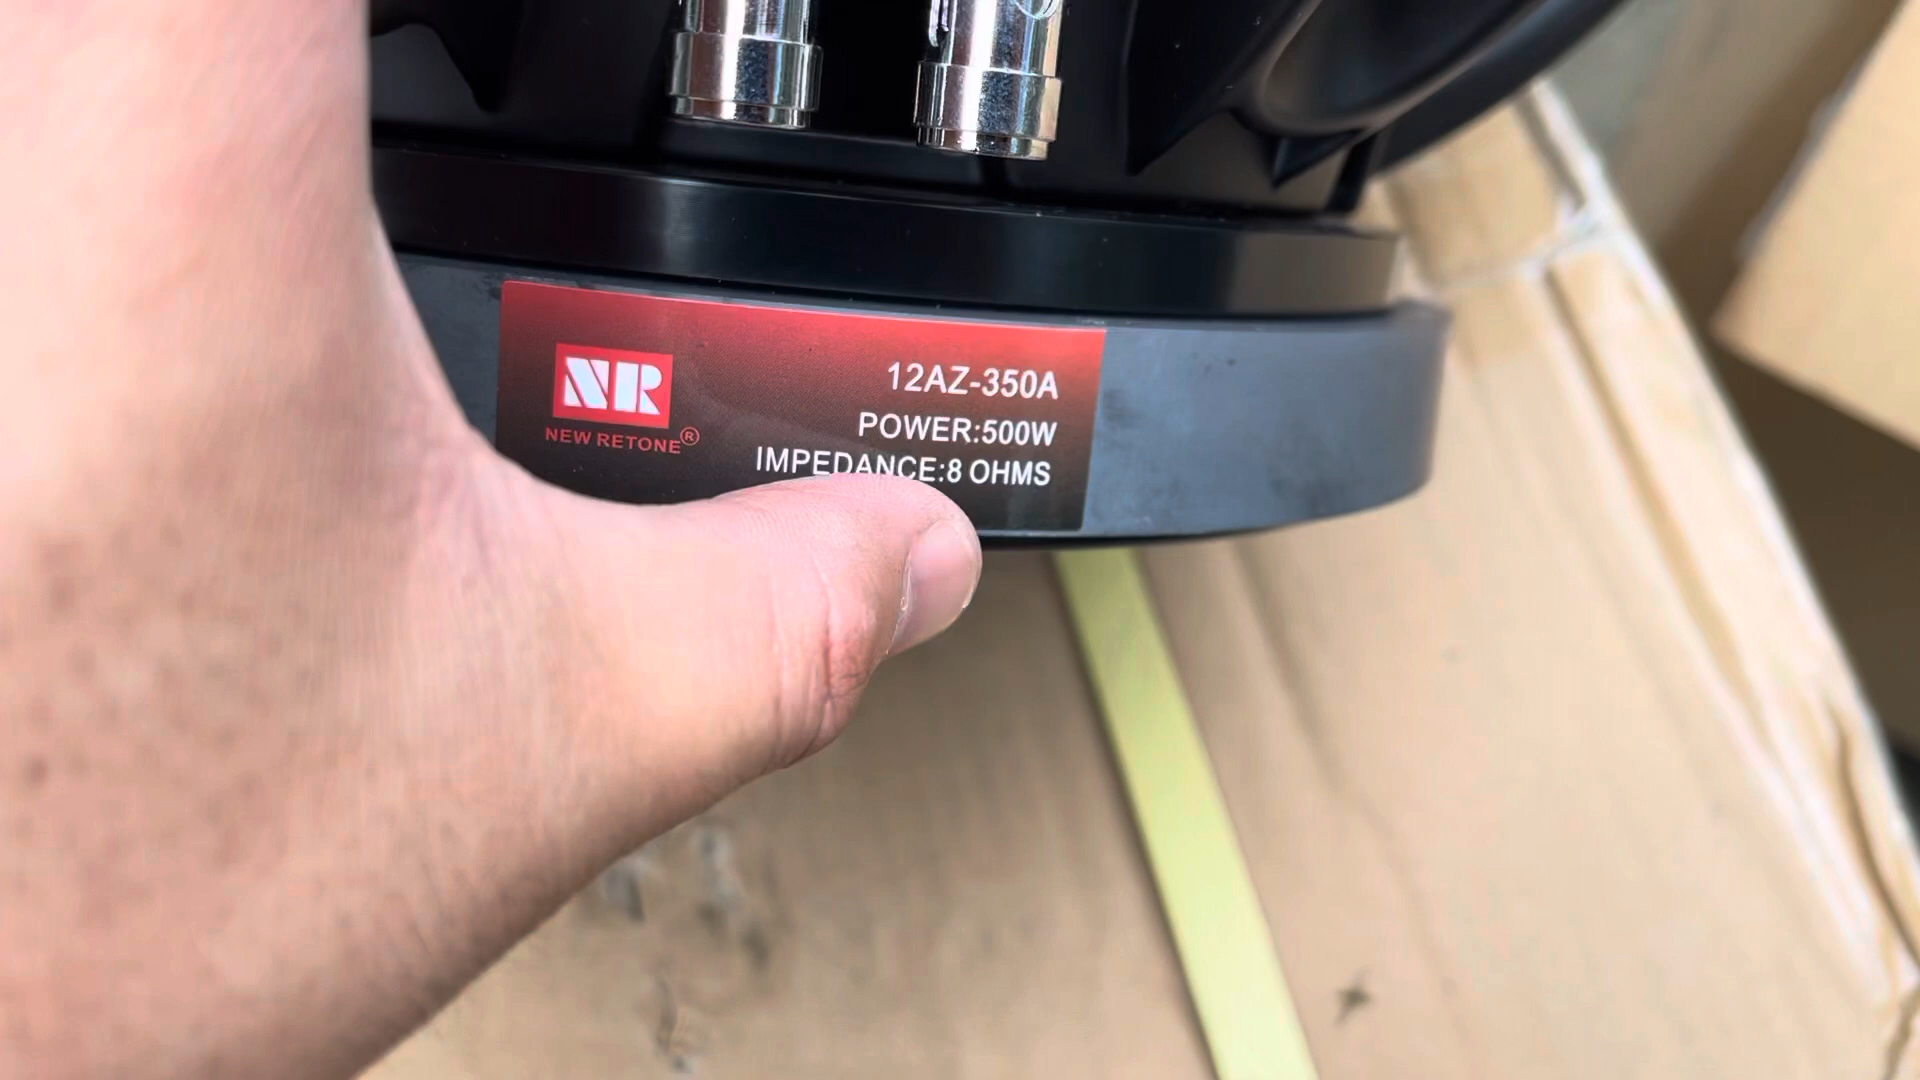 NR
NEW RETONE®
12AZ-350A
POWER:500W
IMPEDANCE:8 OHMS